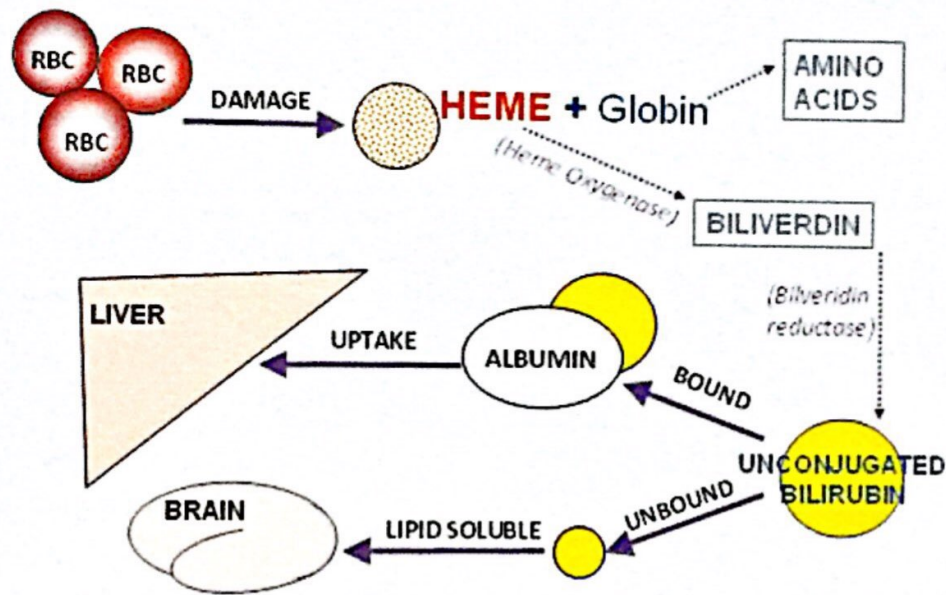 RBC
RBC
RBC
DAMAGE
HEME + Globin
AMINO
ACIDS
(Heme Oxygenase)
BILIVERDIN
(Bilveridin
reductase)
LIVER
UPTAKE
ALBUMIN
BOUND
UNCONJUGATED
BILIRUBIN
UNBOUND
LIPID SOLUBLE
BRAIN